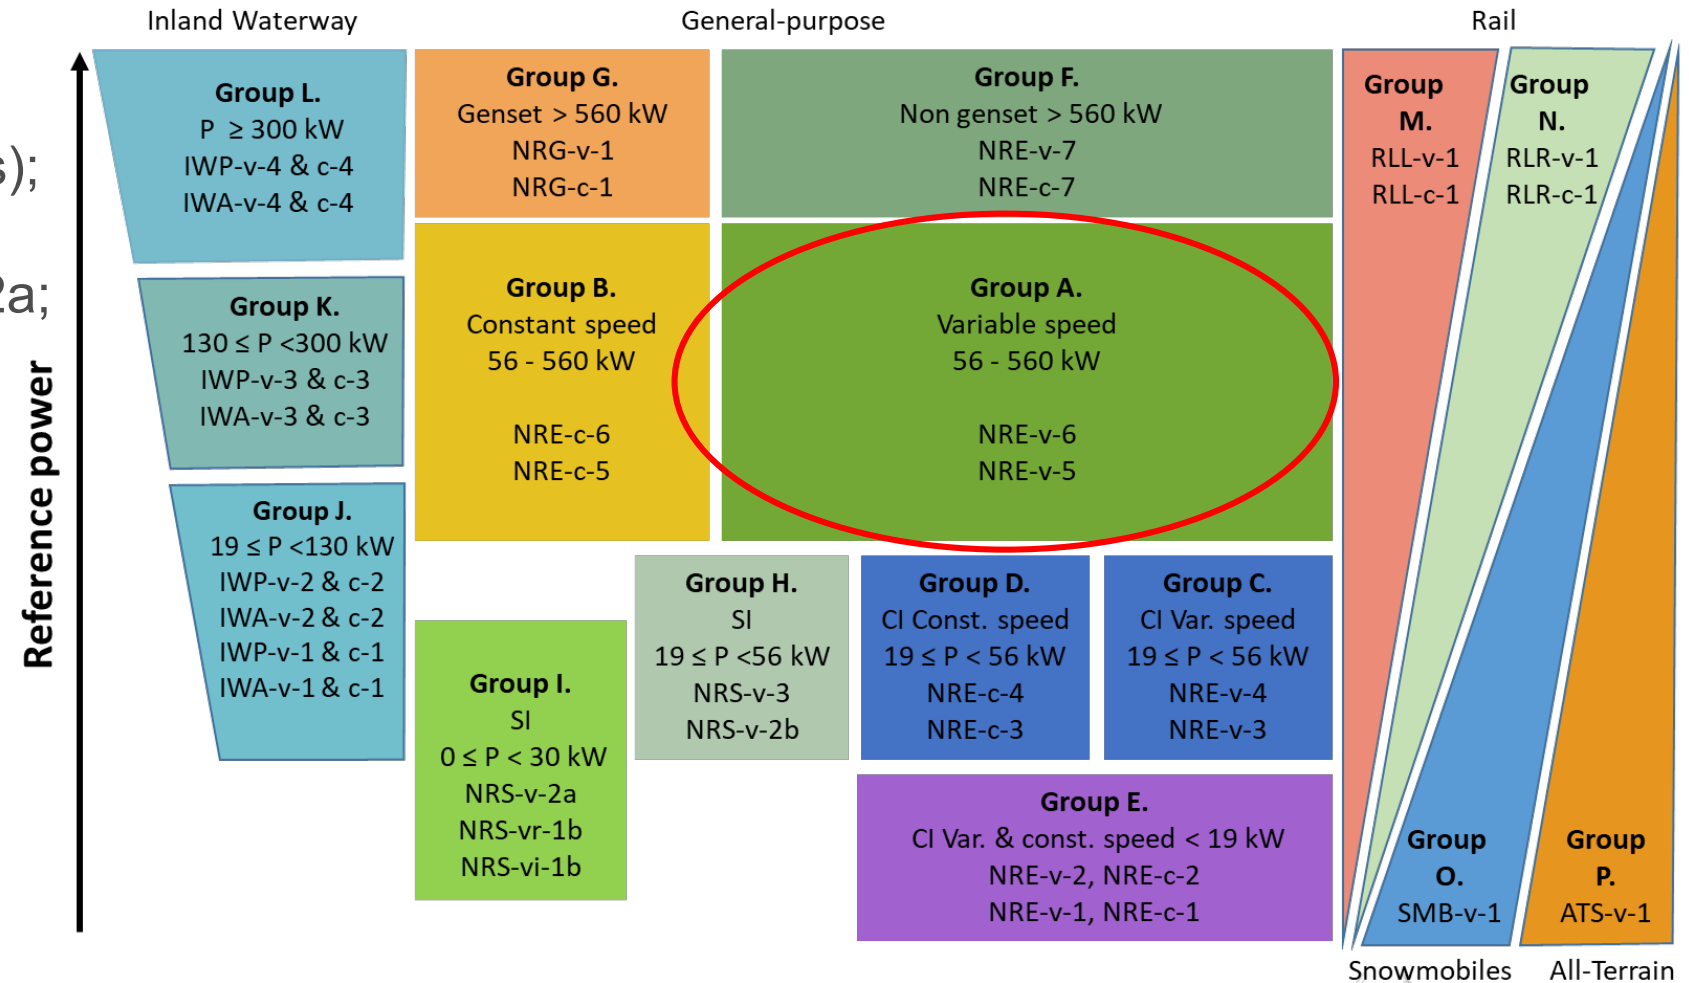 Inland Waterway
General-purpose
Rail
s);
2a;
Reference power
Group L.
P ≥ 300 kW
IWP-v-4 & c-4
IWA-v-4 & c-4
Group K.
130 ≤ P <300 kW
IWP-v-3 & c-3
IWA-v-3 & c-3
Group J.
19 ≤ P <130 kW
IWP-v-2 & c-2
IWA-v-2 & c-2
IWP-v-1 & c-1
IWA-v-1 & c-1
Group G.
Genset > 560 kW
NRG-v-1
NRG-c-1
Group F.
Non genset > 560 kW
NRE-v-7
NRE-c-7
Group B.
Constant speed
56 - 560 kW
NRE-c-6
NRE-c-5
Group A.
Variable speed
56 - 560 kW
NRE-v-6
NRE-v-5
Group I.
SI
0 ≤ P < 30 kW
NRS-v-2a
NRS-vr-1b
NRS-vi-1b
Group H.
SI
19 ≤ P <56 kW
NRS-v-3
NRS-v-2b
Group D.
CI Const. speed
19 ≤ P < 56 kW
NRE-c-4
NRE-c-3
Group C.
CI Var. speed
19 ≤ P < 56 kW
NRE-v-4
NRE-v-3
Group E.
CI Var. & const. speed < 19 kW
NRE-v-2, NRE-c-2
NRE-v-1, NRE-c-1
Group
M.
RLL-v-1
RLL-c-1
Group
N.
RLR-v-1
RLR-c-1
Group
O.
SMB-v-1
Group
P.
ATS-v-1
Snowmobiles
All-Terrain